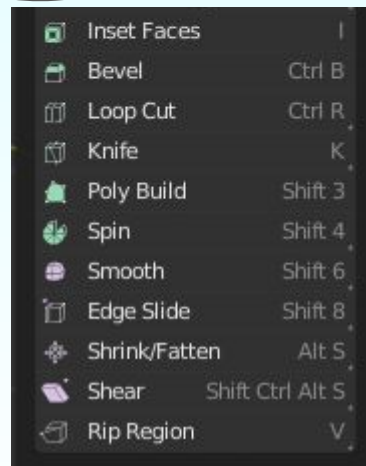 Inset Faces I
Bevel Ctrl B
Loop Cut Ctrl R
Knife K
Poly Build Shift 3
Spin Shift 4
Smooth Shift 6
Edge Slide Shift 8
Shrink/Fatten Alt S
Shear Shift Ctrl Alt S
Rip Region V